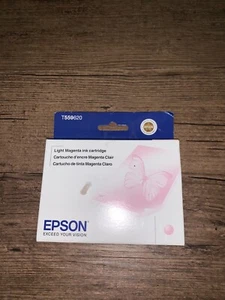 T559620
Light Magenta ink cartridge
Cartouche d'encre Magenta Clair
Cartucho de tinta Magenta Claro
EPSON
EXCEED YOUR VISION